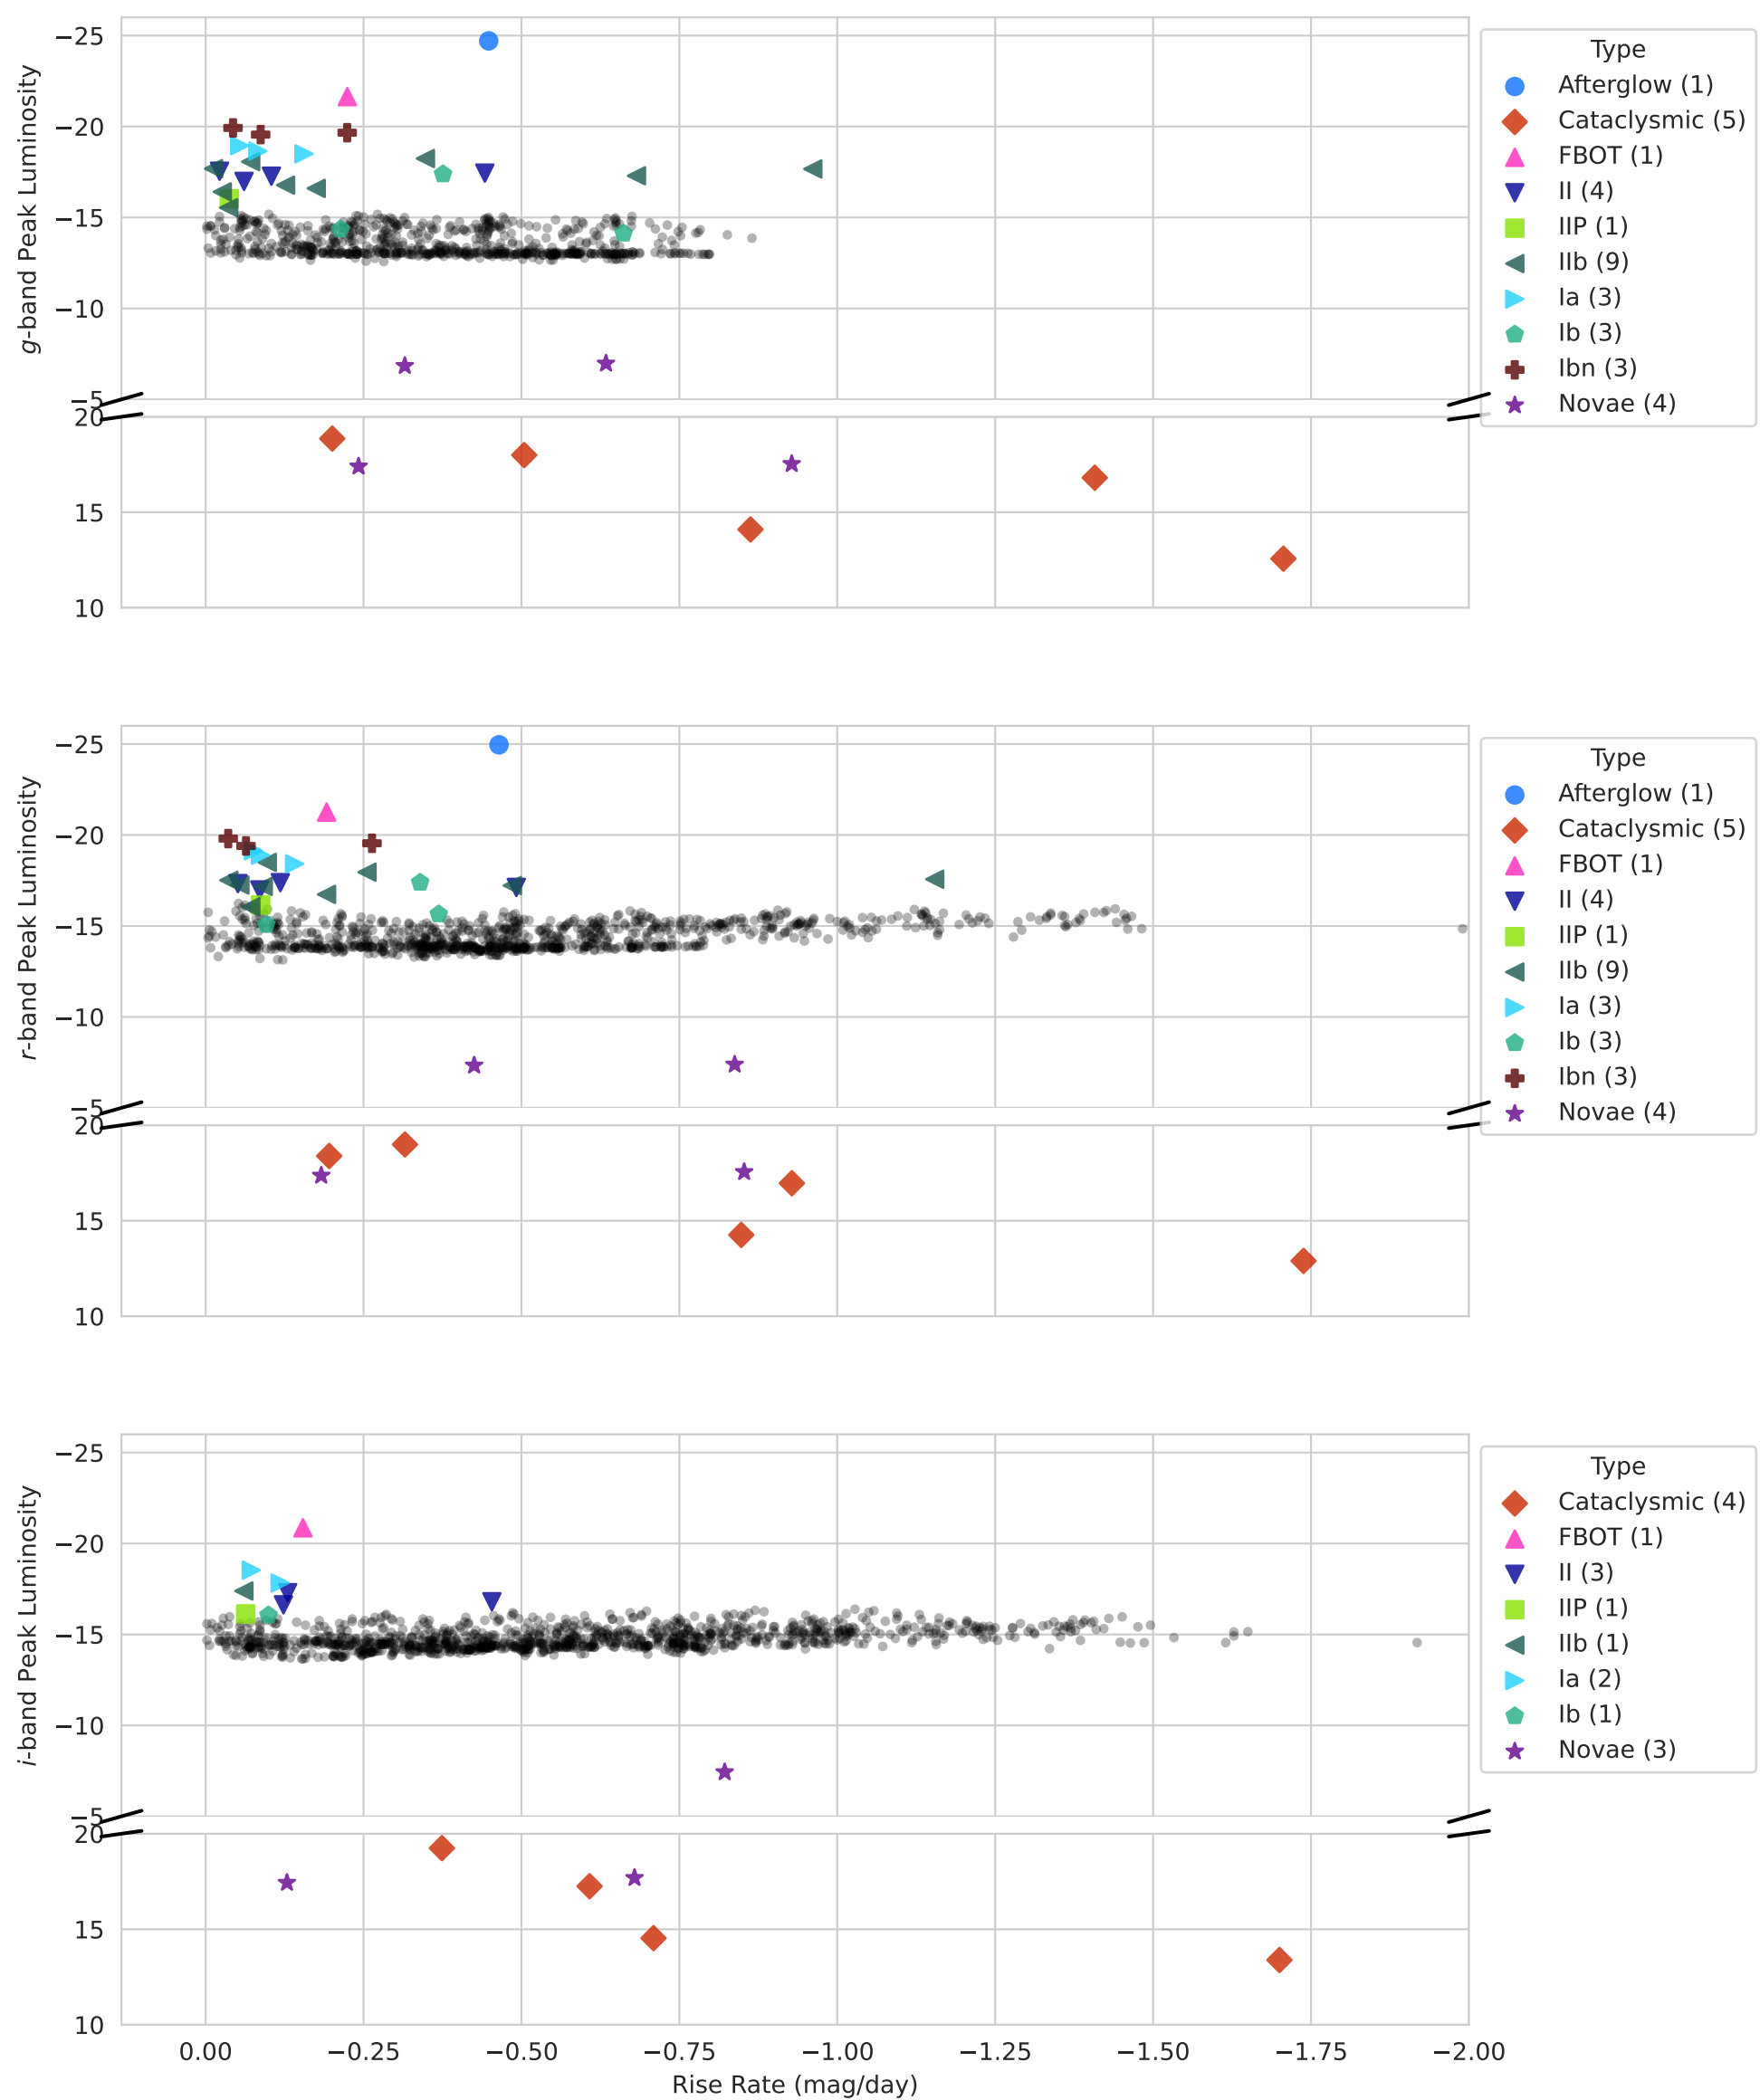 g-band Peak Luminosity
−25
−20
−15
−10
−5
20
15
10
Type
Afterglow (1)
Cataclysmic (5)
FBOT (1)
II (4)
IIP (1)
IIb (9)
Ia (3)
Ib (3)
Ibn (3)
Novae (4)
r-band Peak Luminosity
−25
−20
−15
−10
−5
20
15
10
Type
Afterglow (1)
Cataclysmic (5)
FBOT (1)
II (4)
IIP (1)
IIb (9)
Ia (3)
Ib (3)
Ibn (3)
Novae (4)
i-band Peak Luminosity
−25
−20
−15
−10
−5
20
15
10
Type
Cataclysmic (4)
FBOT (1)
II (3)
IIP (1)
IIb (1)
Ia (2)
Ib (1)
Novae (3)
0.00 −0.25 −0.50 −0.75 −1.00 −1.25 −1.50 −1.75 −2.00
Rise Rate (mag/day)